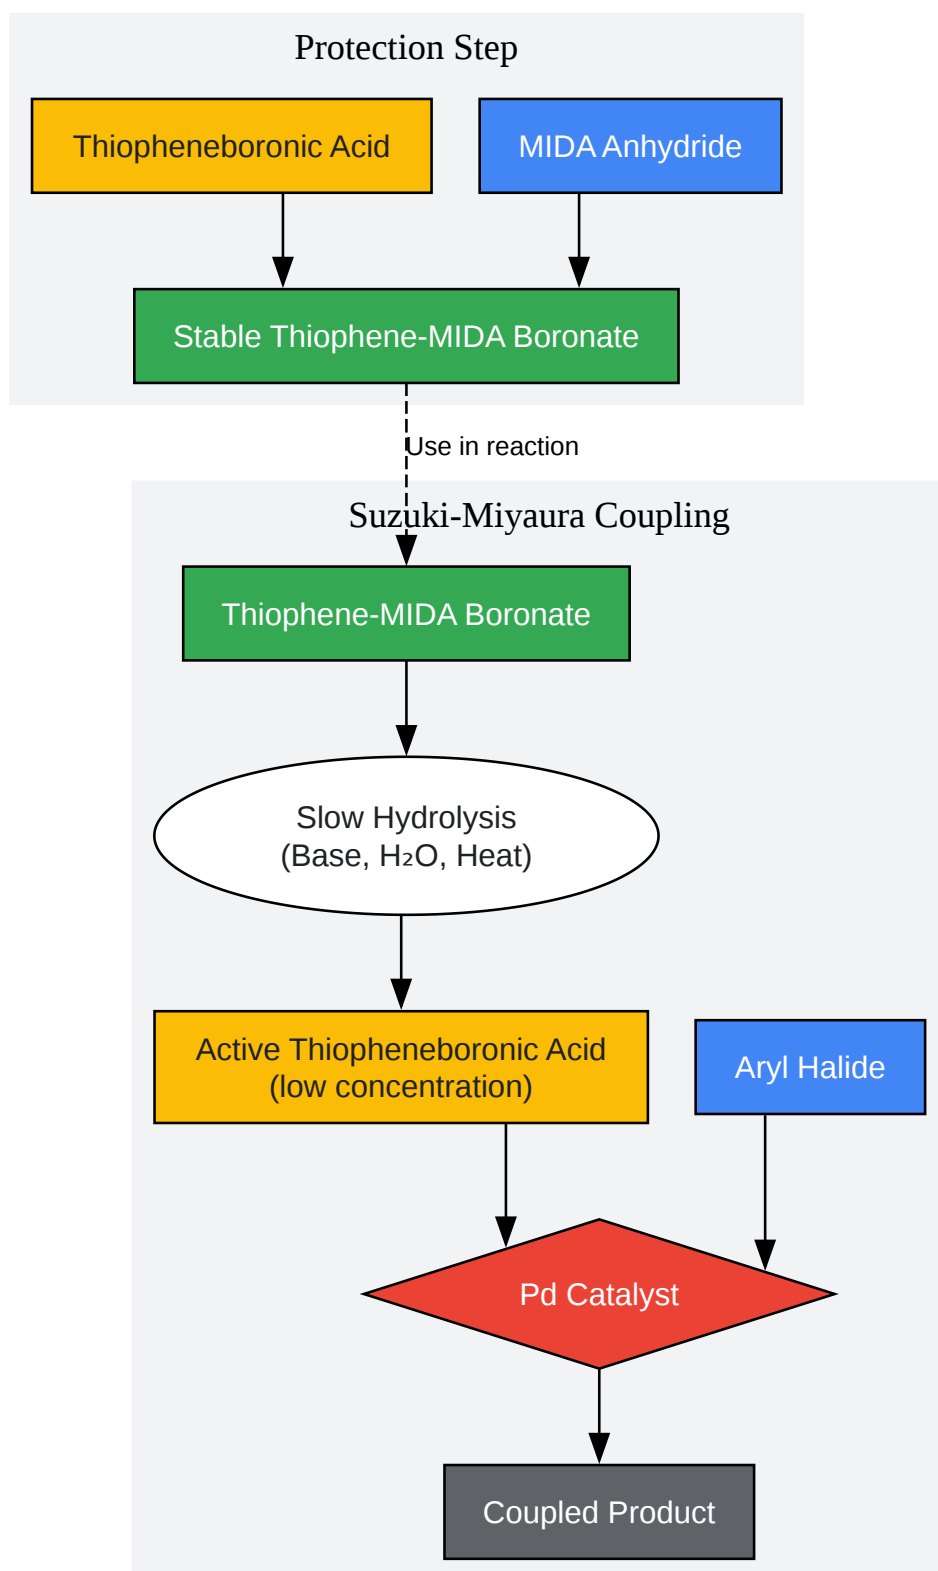 Protection Step
Thiopheneboronic Acid
MIDA Anhydride
Stable Thiophene-MIDA Boronate
Use in reaction
Suzuki-Miyaura Coupling
Thiophene-MIDA Boronate
Slow Hydrolysis
(Base, H₂O, Heat)
Active Thiopheneboronic Acid
(low concentration)
Aryl Halide
Pd Catalyst
Coupled Product